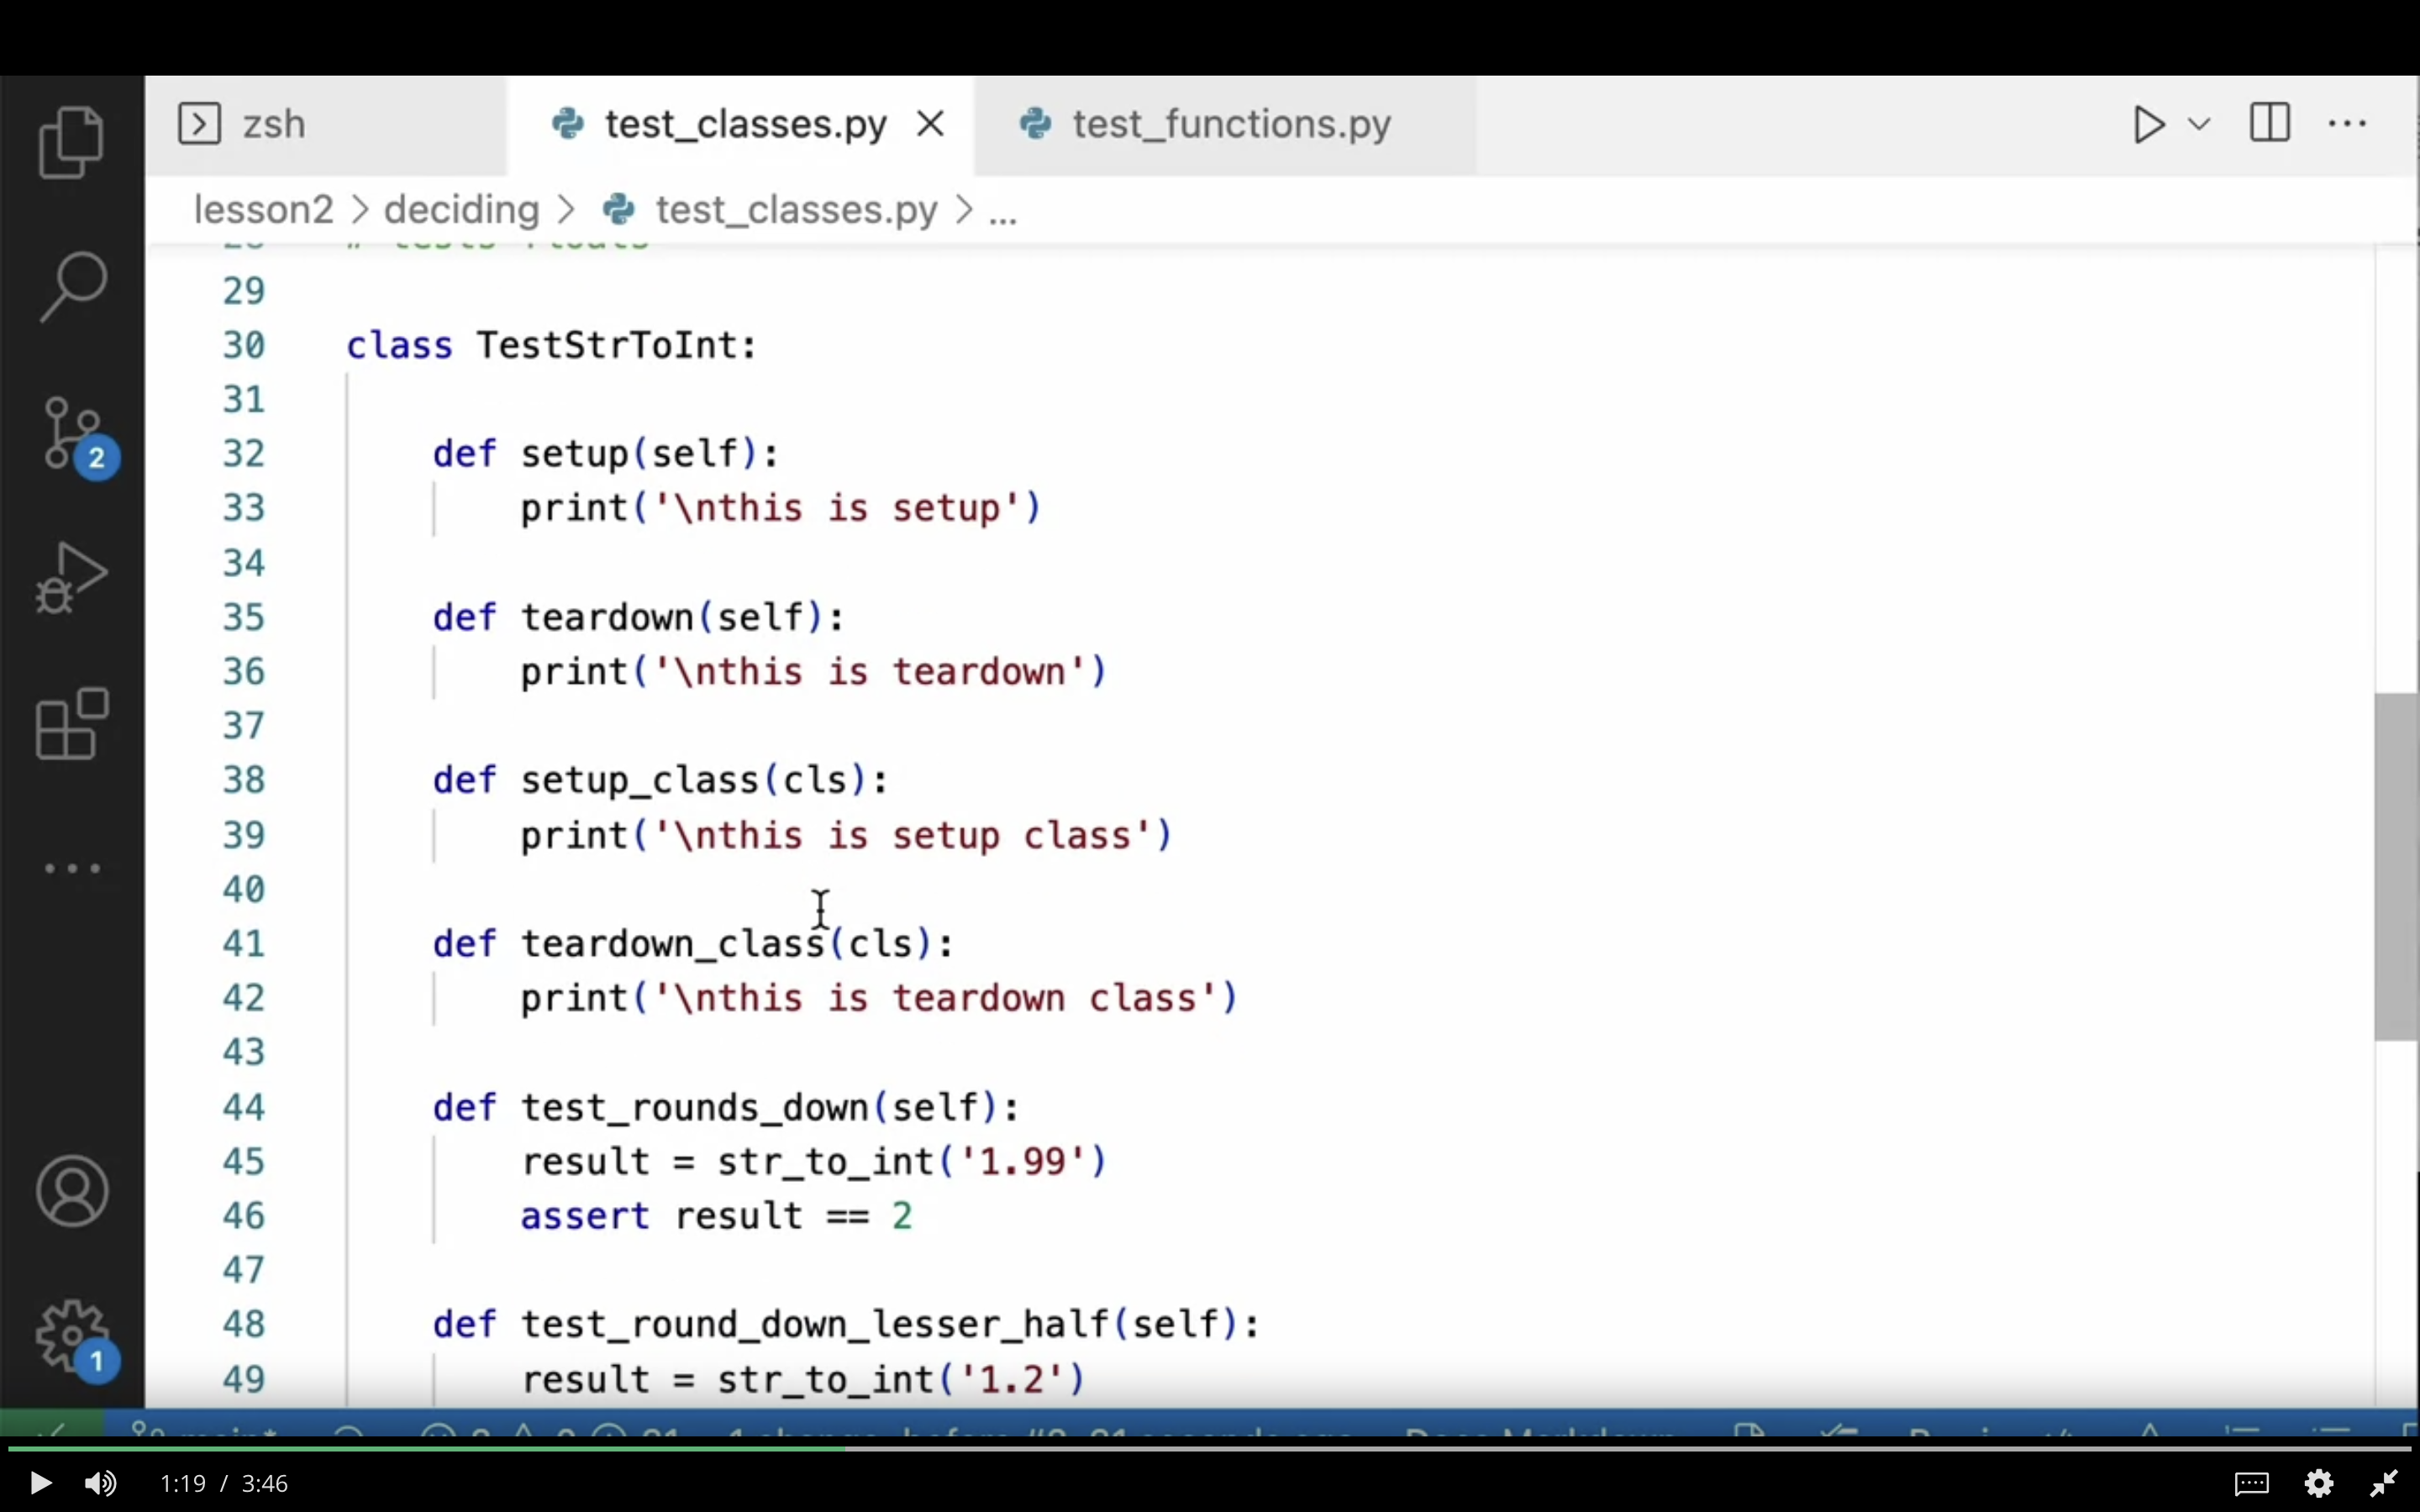 zsh
test_classes.py
test_functions.py
lesson2 > deciding > test_classes.py > ...
29
30 class TestStrToInt:
31
32 def setup(self):
33 print('\nthis is setup')
34
35 def teardown(self):
36 print('\nthis is teardown')
37
38 def setup_class(cls):
39 print('\nthis is setup class')
40
41 def teardown_class(cls):
42 print('\nthis is teardown class')
43
44 def test_rounds_down(self):
45 result = str_to_int('1.99')
46 assert result == 2
47
48 def test_round_down_lesser_half(self):
49 result = str_to_int('1.2')
2
1
1:19 / 3:46